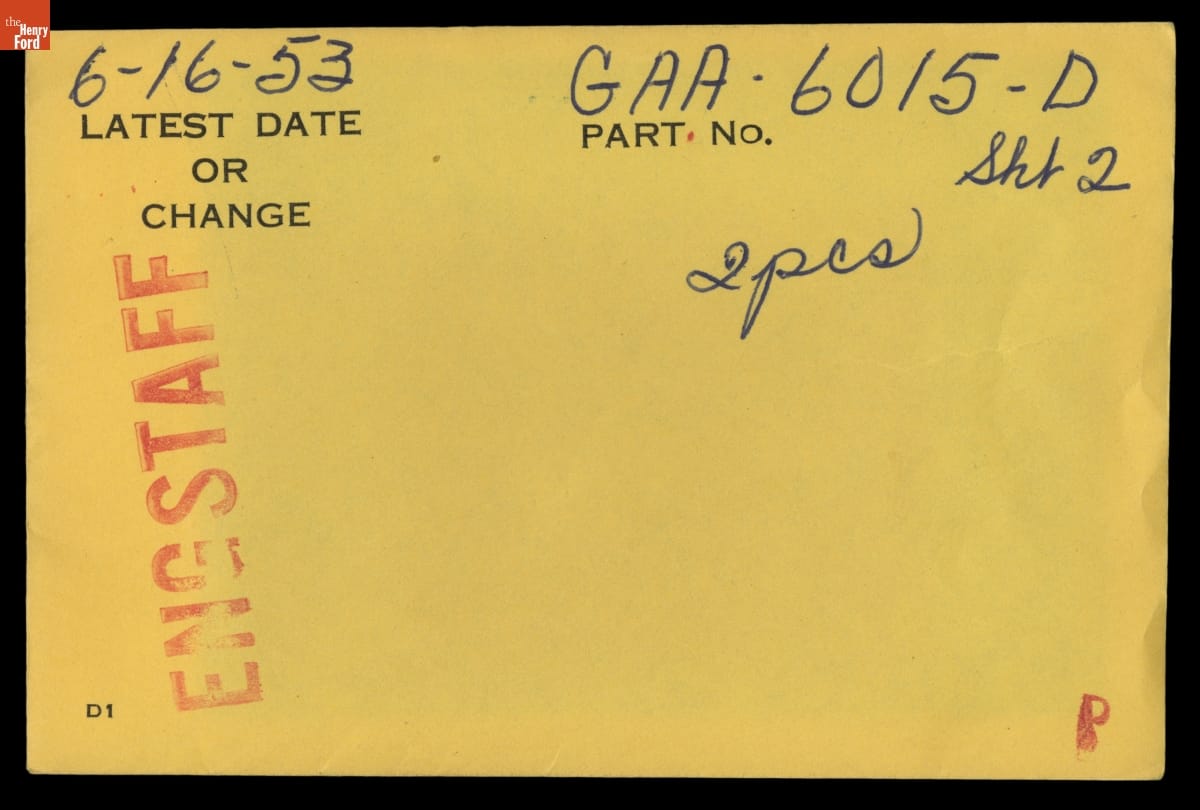 the
Henry
Ford
6-16-53
LATEST DATE
OR
CHANGE
GAA-6015-D
PART No.
Sht 2
2pcs
ENG STAFF
D1
P